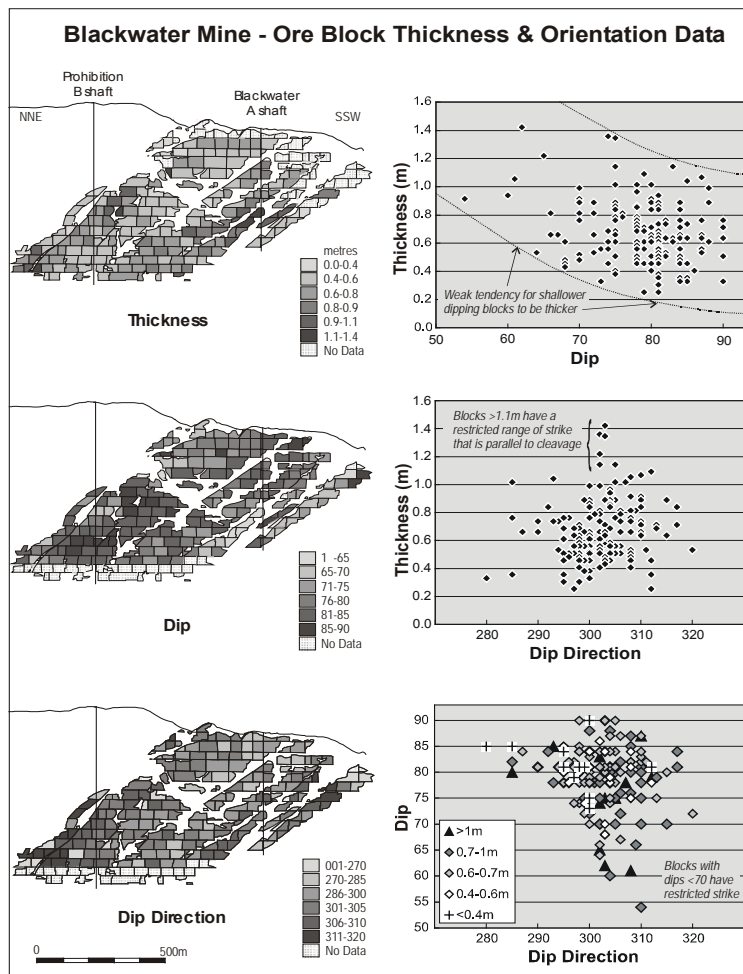 Blackwater Mine - Ore Block Thickness & Orientation Data
Prohibition
B shaft
Blackwater
A shaft
NNE
SSW
metres
0.0-0.4
0.4-0.6
0.6-0.8
0.8-0.9
0.9-1.1
1.1-1.4
No Data
Thickness
1.6
1.4
1.2
1.0
0.8
0.6
0.4
0.2
0.0
Thickness (m)
Weak tendency for shallower
dipping blocks to be thicker
50
60
70
80
90
Dip
1 -65
65-70
71-75
76-80
81-85
85-90
No Data
Dip
1.6
1.4
1.2
1.0
0.8
0.6
0.4
0.2
0.0
Thickness (m)
Blocks >1.1m have a
restricted range of strike
that is parallel to cleavage
280
290
300
310
320
Dip Direction
001-270
270-285
286-300
301-305
306-310
311-320
No Data
Dip Direction
0
500m
90
85
80
75
70
65
60
55
50
Dip
>1m
0.7-1m
0.6-0.7m
0.4-0.6m
<0.4m
Blocks with
dips <70 have
restricted strike
280
290
300
310
320
Dip Direction